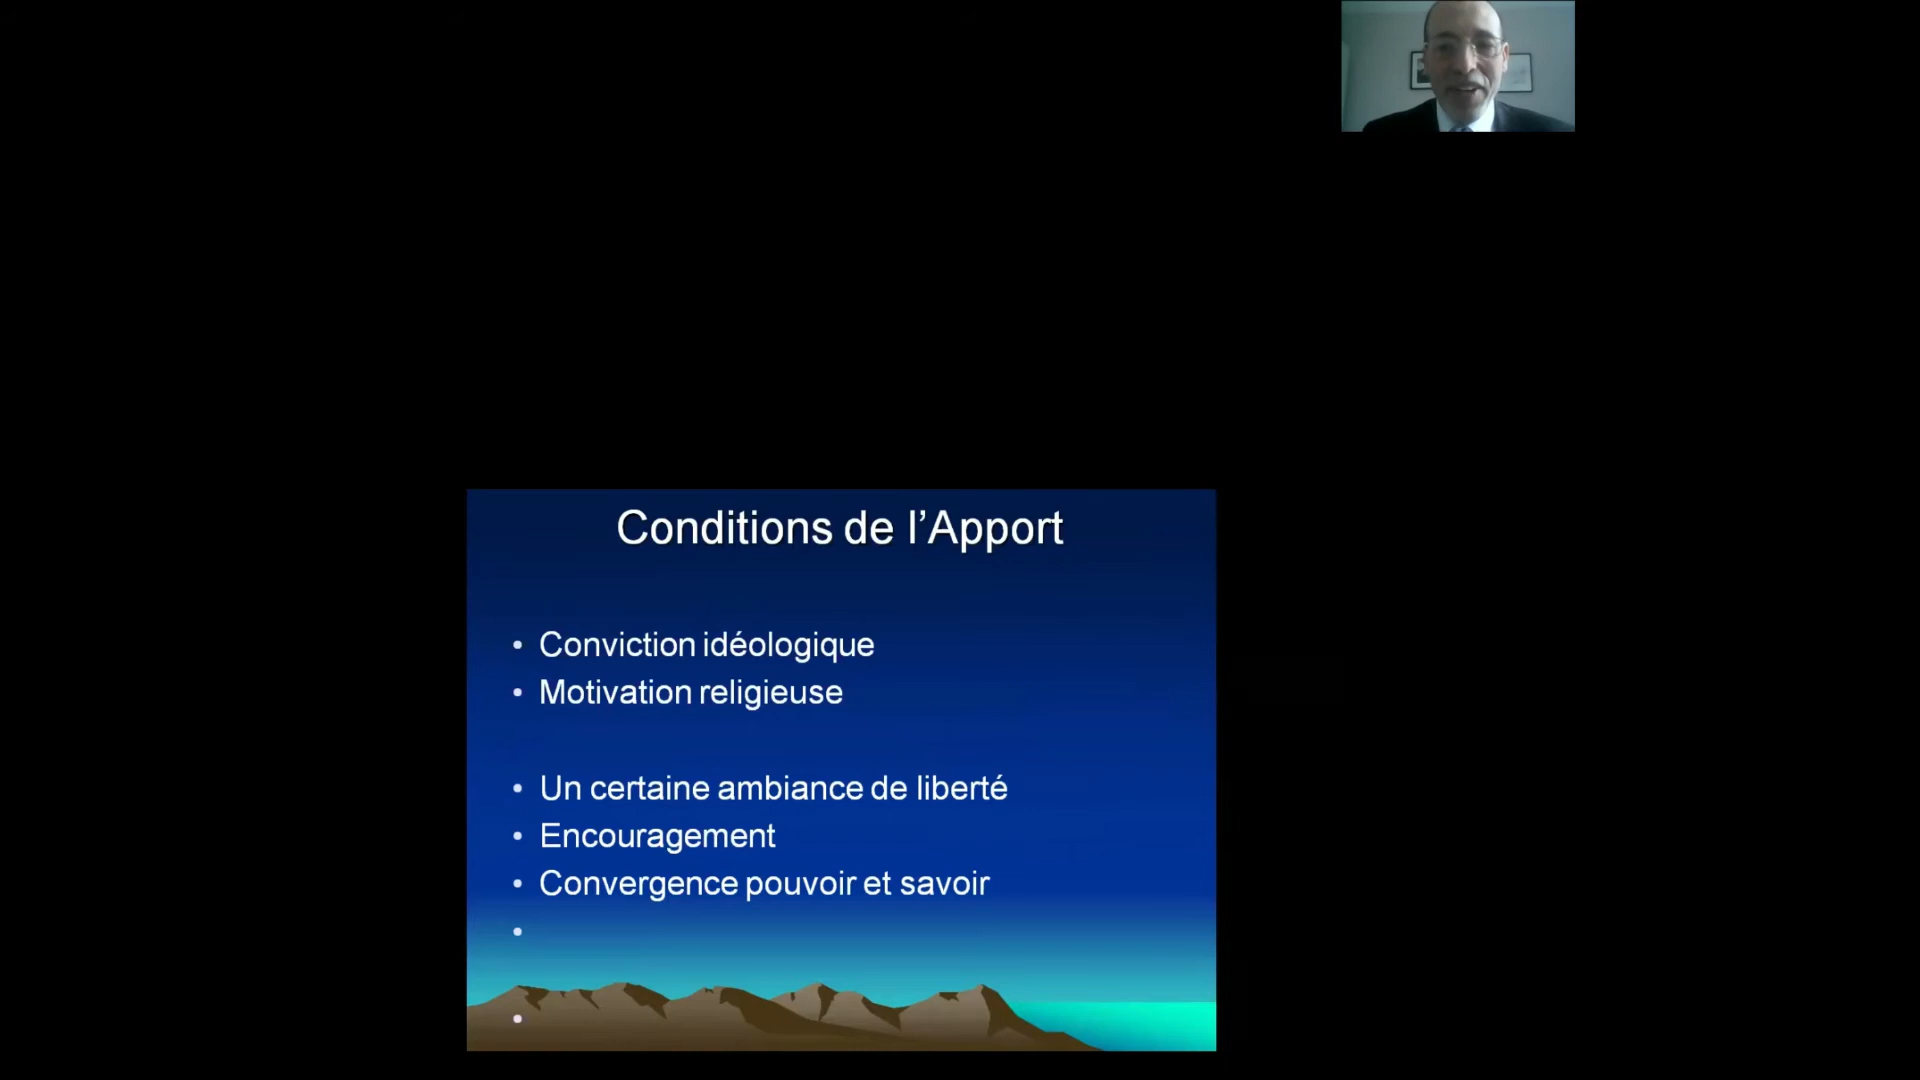 Conditions de l’Apport
• Conviction idéologique
• Motivation religieuse
• Un certaine ambiance de liberté
• Encouragement
• Convergence pouvoir et savoir
•
•